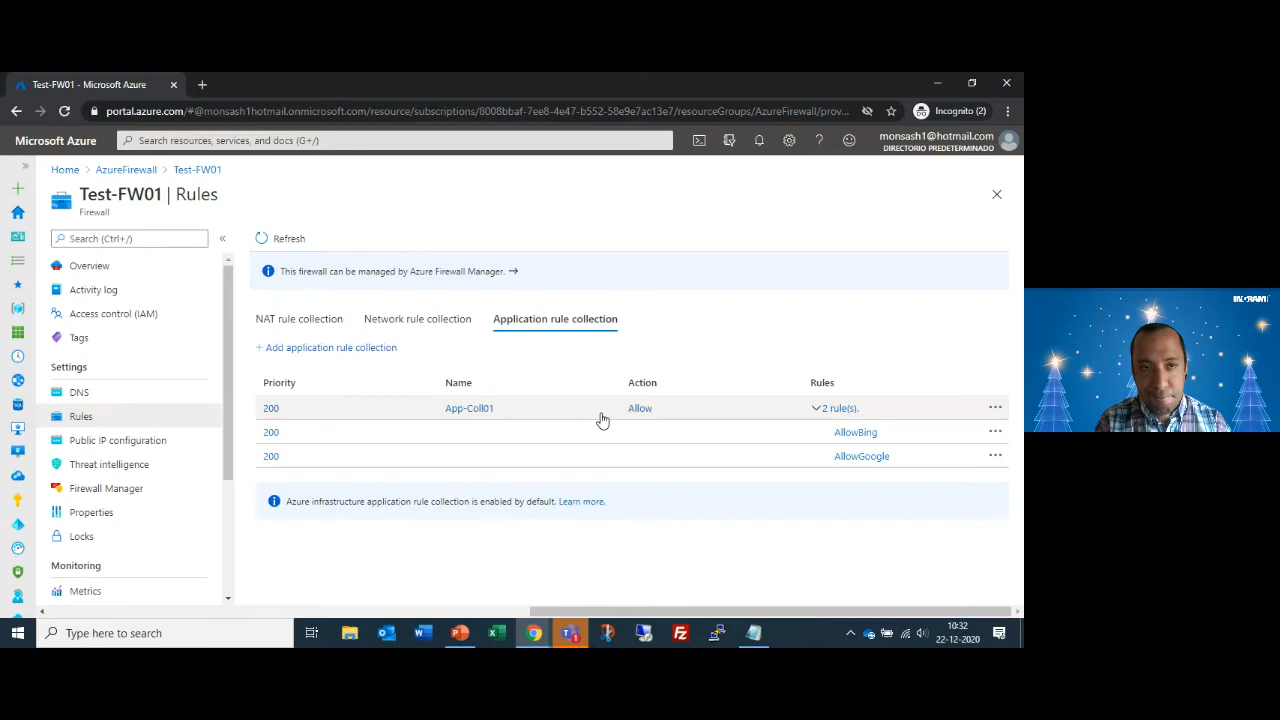 Test-FW01 - Microsoft Azure
portal.azure.com/#@monsash1hotmail.onmicrosoft.com/resource/subscriptions/8008bbaf-7ee8-4e47-b552-58e9e7ac13e7/resourceGroups/AzureFirewall/prov...
Incognito (2)
Microsoft Azure
Search resources, services, and docs (G+/)
monsash1@hotmail.com
DIRECTORIO PREDETERMINADO
Home > AzureFirewall > Test-FW01
Test-FW01 | Rules
Firewall
Search (Ctrl+/)
Overview
Activity log
Access control (IAM)
Tags
Settings
DNS
Rules
Public IP configuration
Threat intelligence
Firewall Manager
Properties
Locks
Monitoring
Metrics
Refresh
This firewall can be managed by Azure Firewall Manager. →
NAT rule collection Network rule collection Application rule collection
+ Add application rule collection
Priority Name Action Rules
200 App-Coll01 Allow 2 rule(s).
200 AllowBing
200 AllowGoogle
Azure infrastructure application rule collection is enabled by default. Learn more.
INGRAM
Type here to search
10:32
22-12-2020